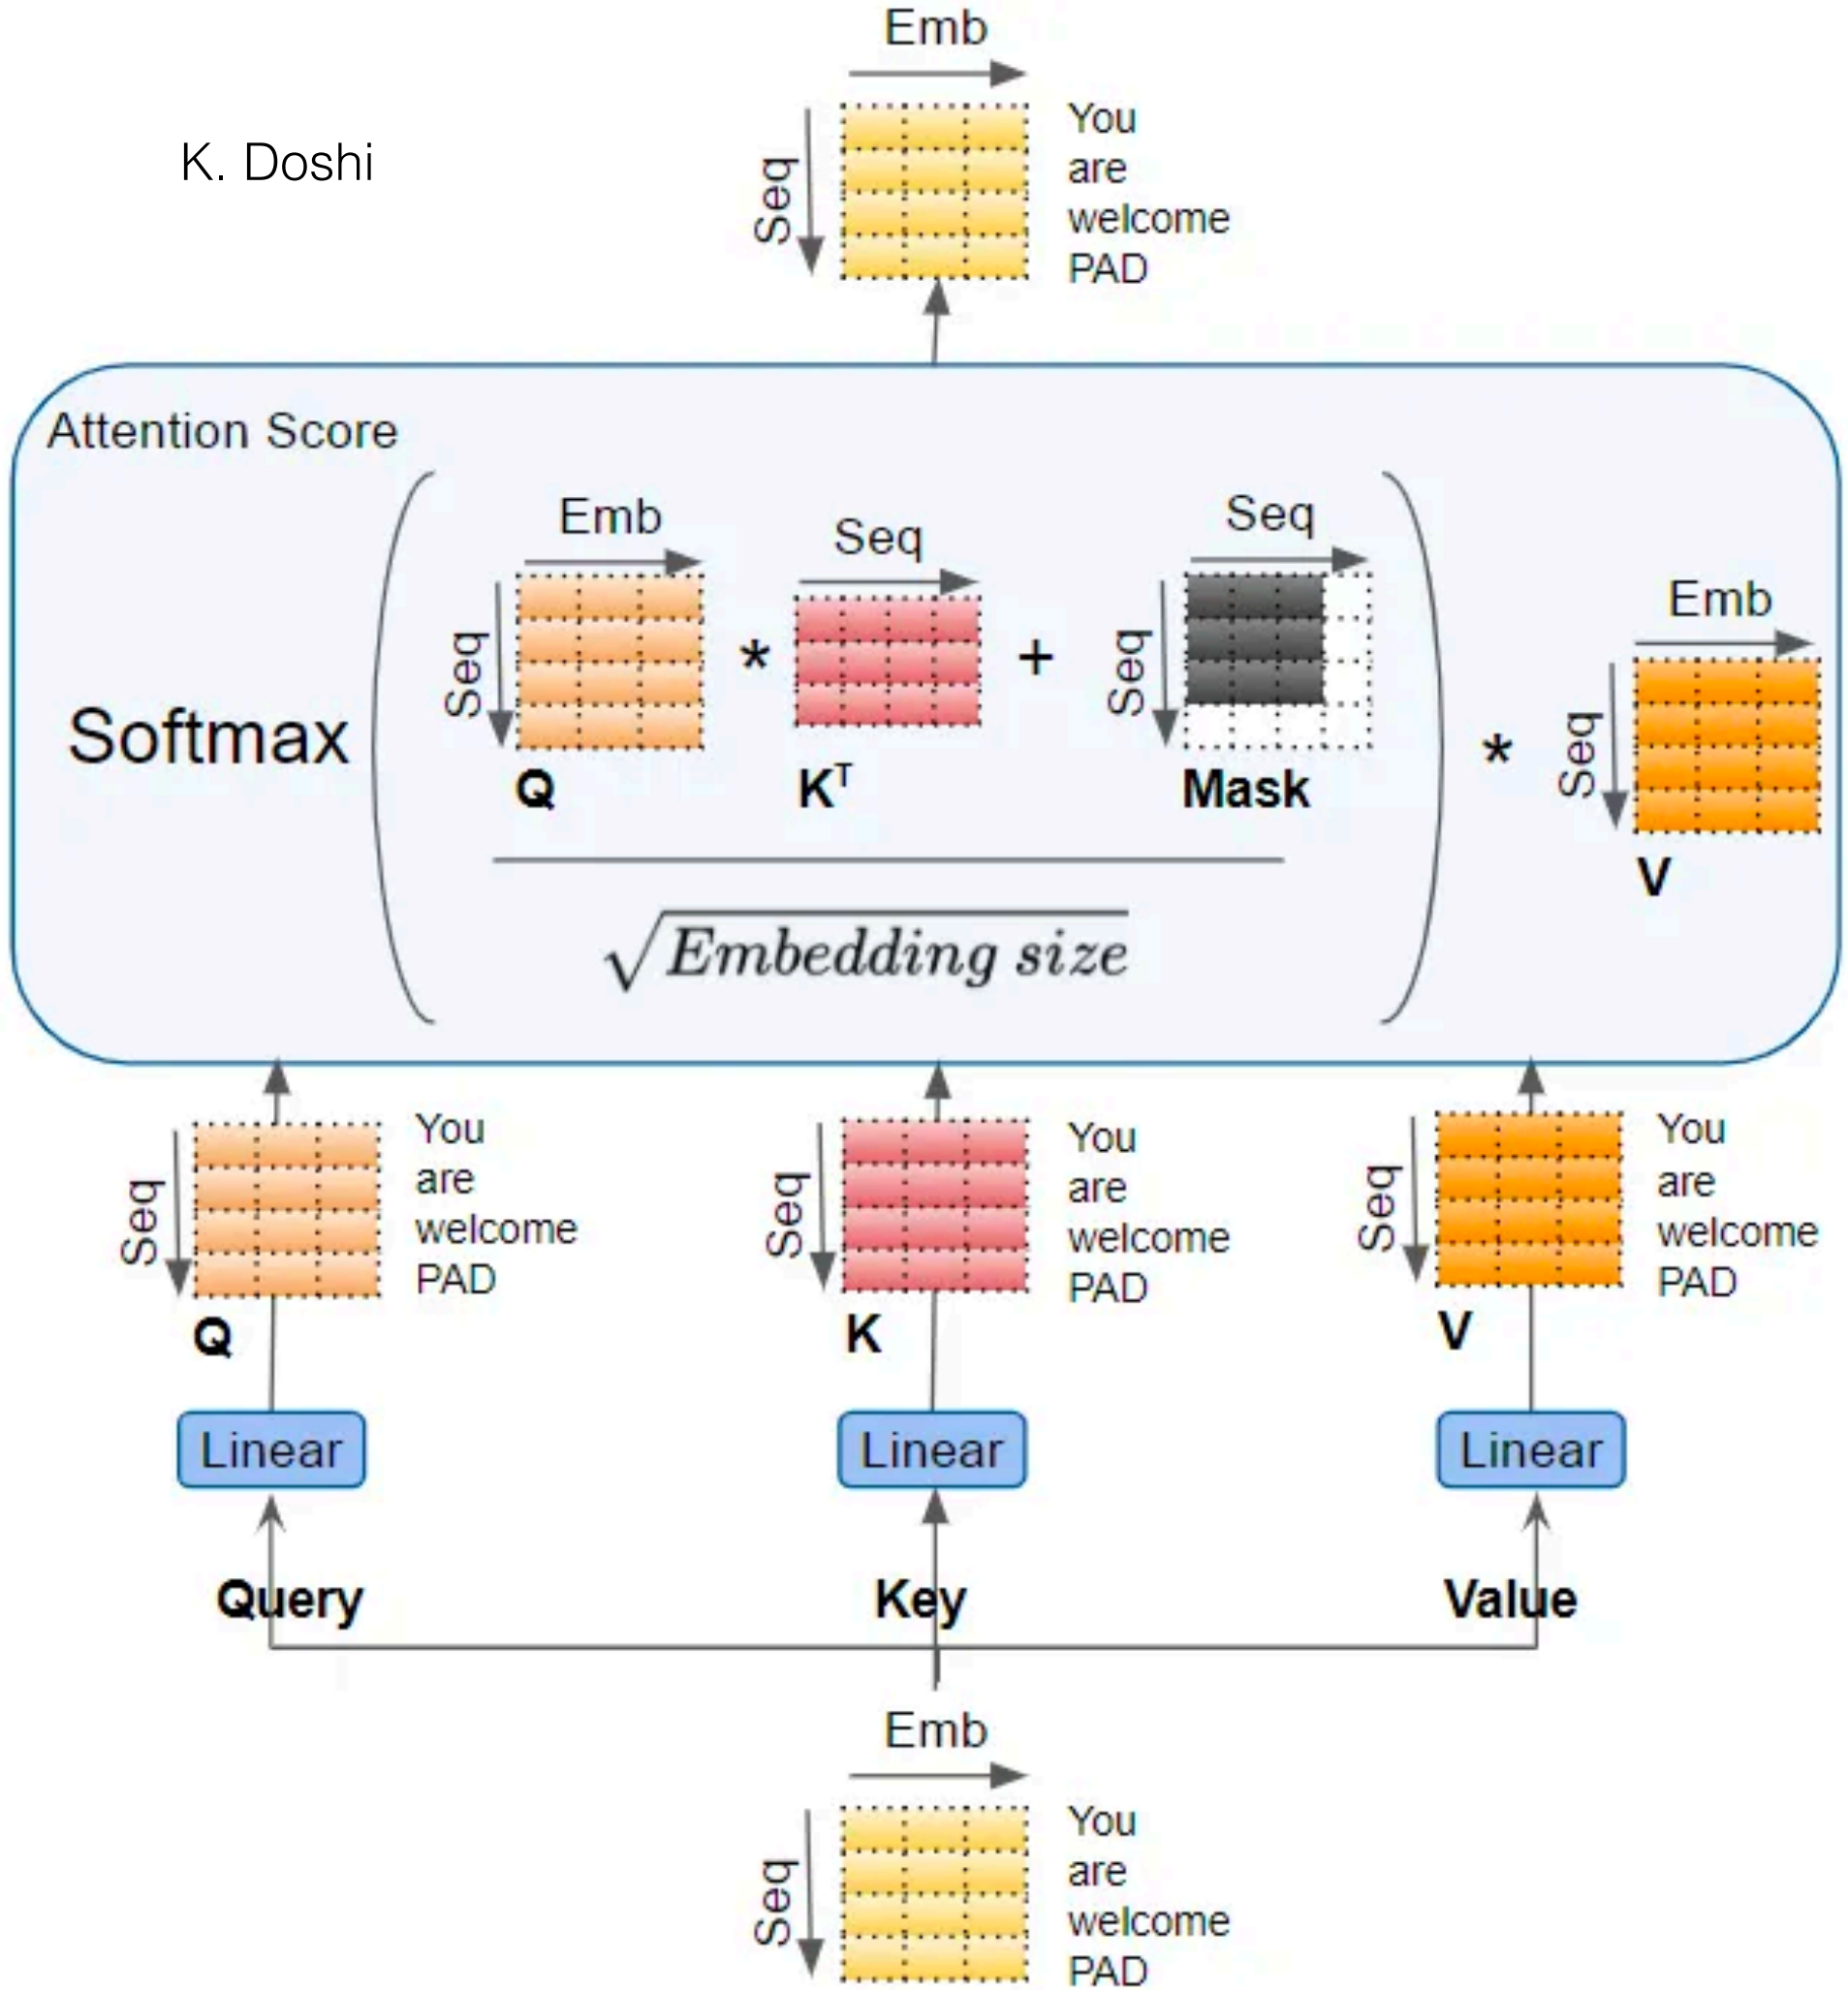 Emb
K. Doshi
Seq
You
are
welcome
PAD
Attention Score
Softmax
Emb
Seq
Q
*
Seq
Kᵀ
+
Seq
Seq
Mask
√Embedding size
*
Emb
Seq
V
Seq
You
are
welcome
PAD
Q
Seq
You
are
welcome
PAD
K
Seq
You
are
welcome
PAD
V
Linear
Linear
Linear
Query
Key
Value
Emb
Seq
You
are
welcome
PAD